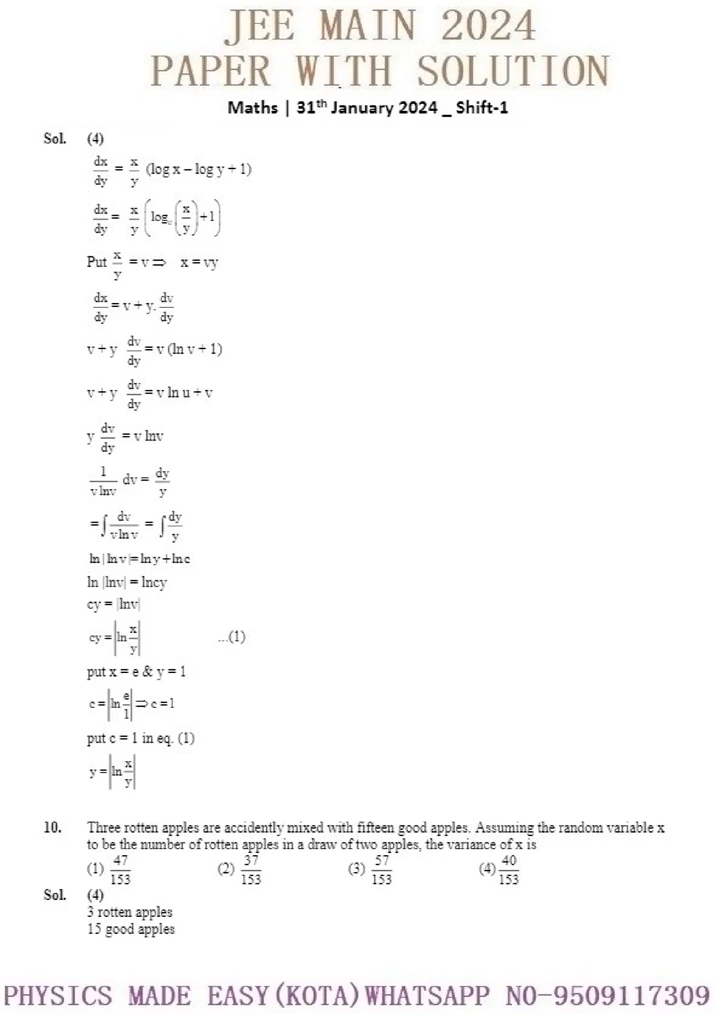 JEE MAIN 2024
PAPER WITH SOLUTION
Maths | 31th January 2024 _ Shift-1
Sol. (4)
dx/dy = x/y (log x – log y + 1)
dx/dy = x/y (logₑ (x/y) +1)
Put x/y = v ⇒ x = vy
dx/dy = v + y. dv/dy
v + y dv/dy = v (ln v + 1)
v + y dv/dy = v ln u + v
y dv/dy = v lnv
1/v lnv dv = dy/y
=∫ dv/v ln v = ∫ dy/y
ln | ln v |= ln y + lnc
ln |lnv| = lncy
cy = |lnv|
cy = |ln x/y| ...(1)
put x = e & y = 1
c = |ln e/1| ⇒ c = 1
put c = 1 in eq. (1)
y = |ln x/y|
10. Three rotten apples are accidently mixed with fifteen good apples. Assuming the random variable x
to be the number of rotten apples in a draw of two apples, the variance of x is
(1) 47/153 (2) 37/153 (3) 57/153 (4) 40/153
Sol. (4)
3 rotten apples
15 good apples
PHYSICS MADE EASY(KOTA)WHATSAPP NO-9509117309